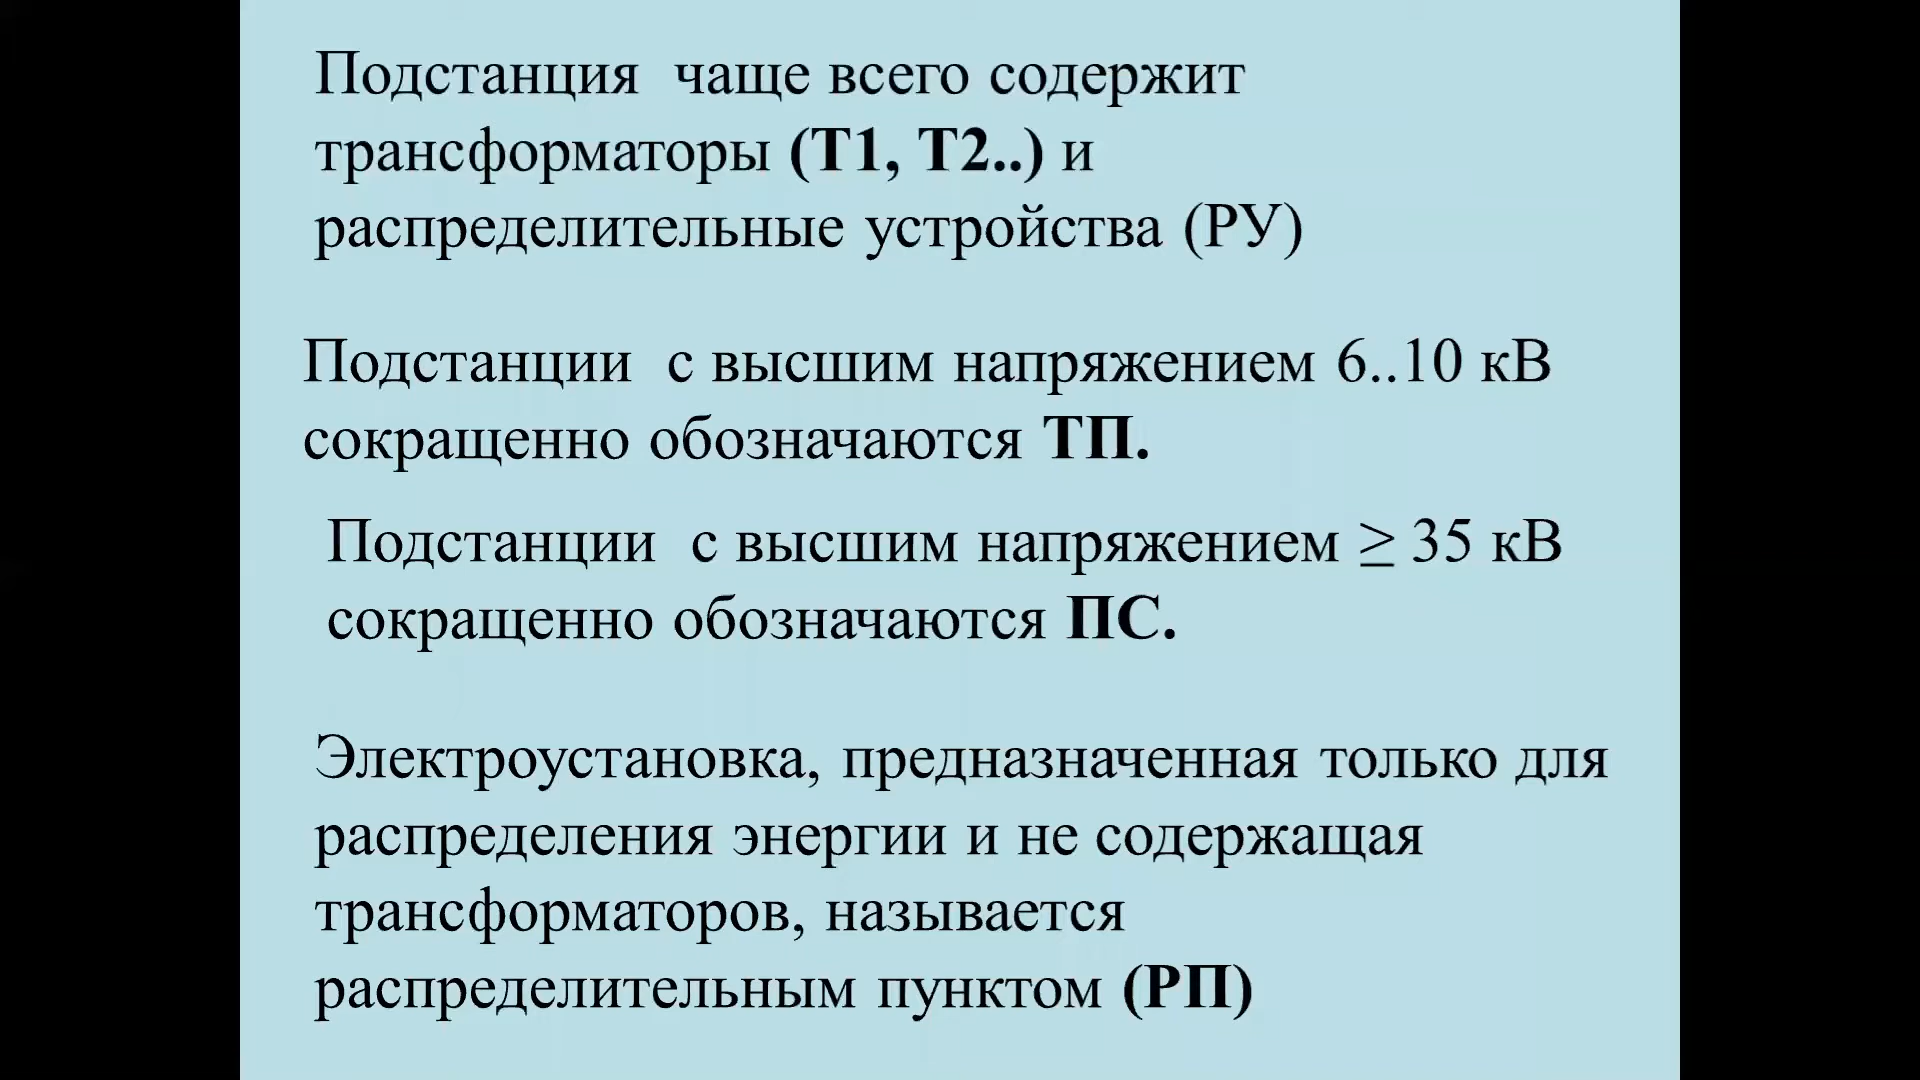 Подстанция чаще всего содержит
трансформаторы (Т1, Т2..) и
распределительные устройства (РУ)
Подстанции с высшим напряжением 6..10 кВ
сокращенно обозначаются ТП.
Подстанции с высшим напряжением ≥ 35 кВ
сокращенно обозначаются ПС.
Электроустановка, предназначенная только для
распределения энергии и не содержащая
трансформаторов, называется
распределительным пунктом (РП)